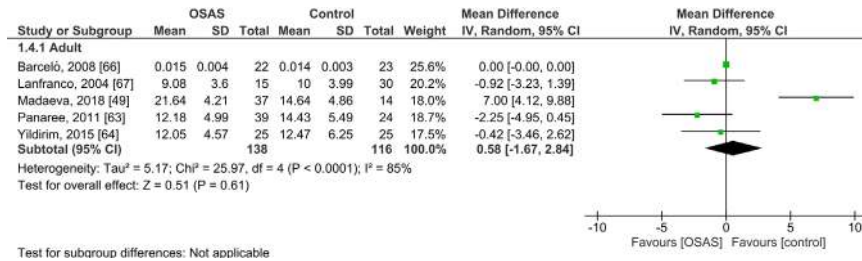 OSAS Control Mean Difference Mean Difference
Study or Subgroup Mean SD Total Mean SD Total Weight IV, Random, 95% CI IV, Random, 95% CI
1.4.1 Adult
Barceló, 2008 [66] 0.015 0.004 22 0.014 0.003 23 25.6% 0.00 [-0.00, 0.00]
Lanfranco, 2004 [67] 9.08 3.6 15 10 3.99 30 20.2% -0.92 [-3.23, 1.39]
Madaeva, 2018 [49] 21.64 4.21 37 14.64 4.86 14 18.0% 7.00 [4.12, 9.88]
Panaree, 2011 [63] 12.18 4.99 39 14.43 5.49 24 18.7% -2.25 [-4.95, 0.45]
Yildirim, 2015 [64] 12.05 4.57 25 12.47 6.25 25 17.5% -0.42 [-3.46, 2.62]
Subtotal (95% CI) 138 116 100.0% 0.58 [-1.67, 2.84]
Heterogeneity: Tau² = 5.17; Chi² = 25.97, df = 4 (P < 0.0001); I² = 85%
Test for overall effect: Z = 0.51 (P = 0.61)
-10 -5 0 5 10
Favours [OSAS] Favours [control]
Test for subgroup differences: Not applicable